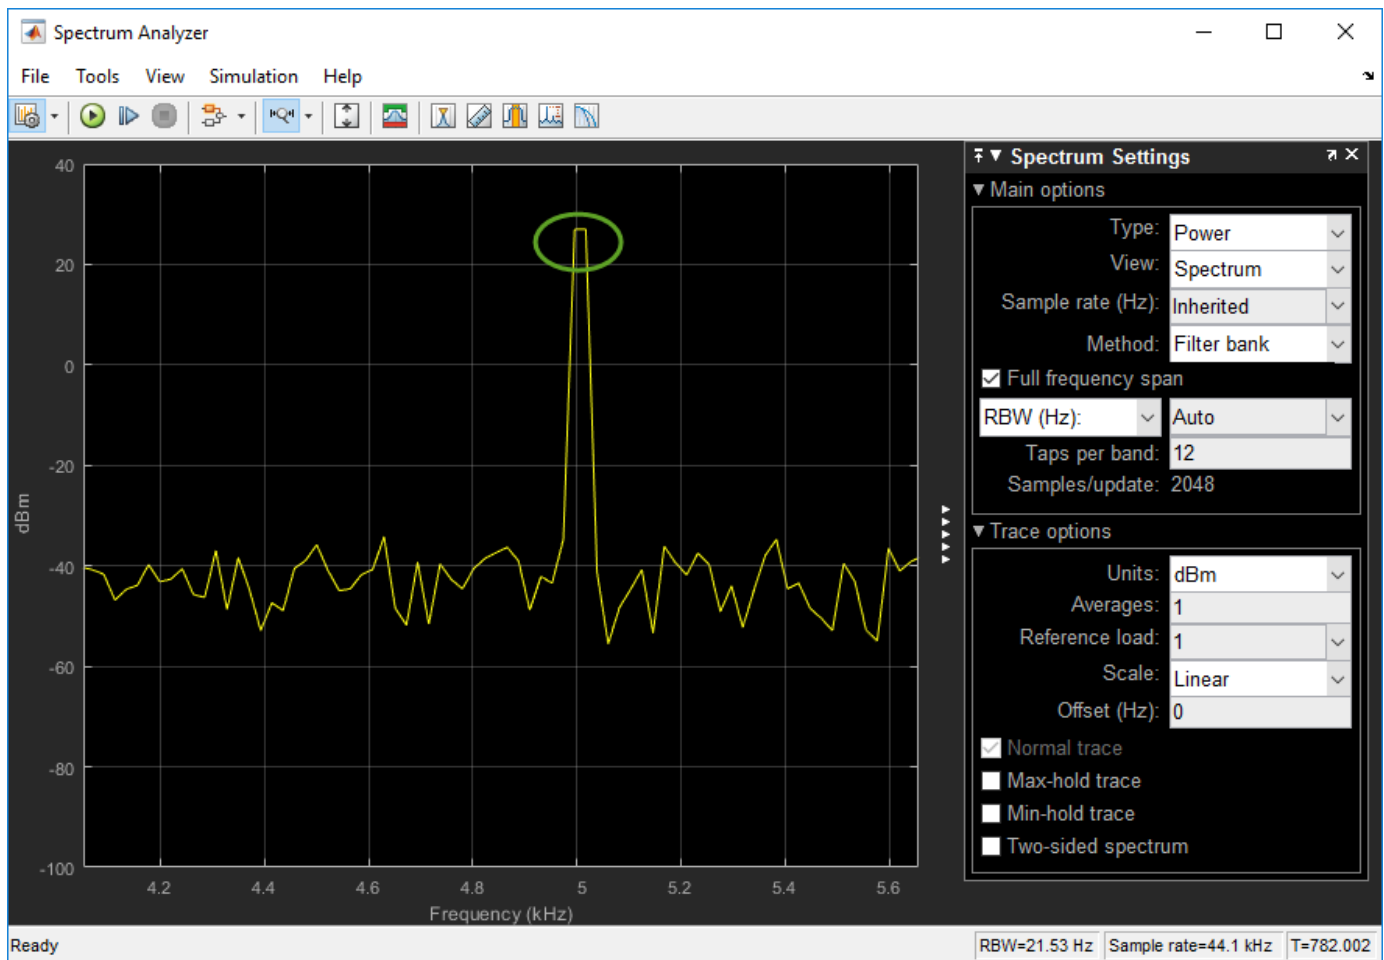 Spectrum Analyzer
File Tools View Simulation Help
Spectrum Settings
Main options
Type: Power
View: Spectrum
Sample rate (Hz): Inherited
Method: Filter bank
Full frequency span
RBW (Hz): Auto
Taps per band: 12
Samples/update: 2048
Trace options
Units: dBm
Averages: 1
Reference load: 1
Scale: Linear
Offset (Hz): 0
Normal trace
Max-hold trace
Min-hold trace
Two-sided spectrum
40
20
0
-20
-40
-60
-80
-100
dBm
4.2 4.4 4.6 4.8 5 5.2 5.4 5.6
Frequency (kHz)
Ready RBW=21.53 Hz Sample rate=44.1 kHz T=782.002